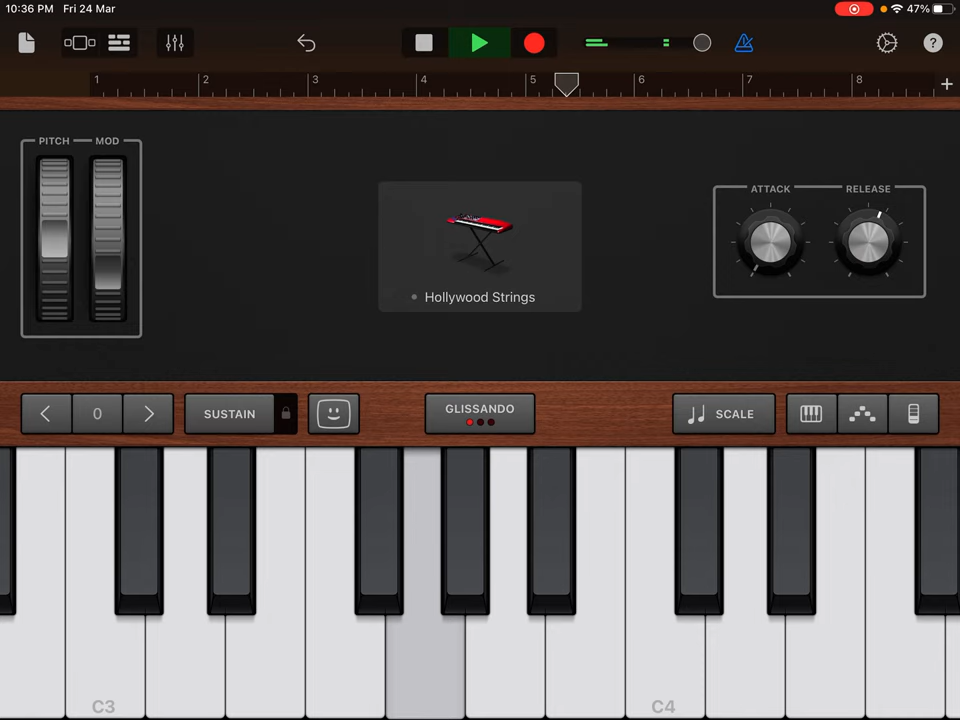 10:36 PM Fri 24 Mar
47%
?
1 2 3 4 5 6 7 8 +
PITCH MOD
ATTACK RELEASE
Hollywood Strings
0 SUSTAIN GLISSANDO SCALE
C3 C4